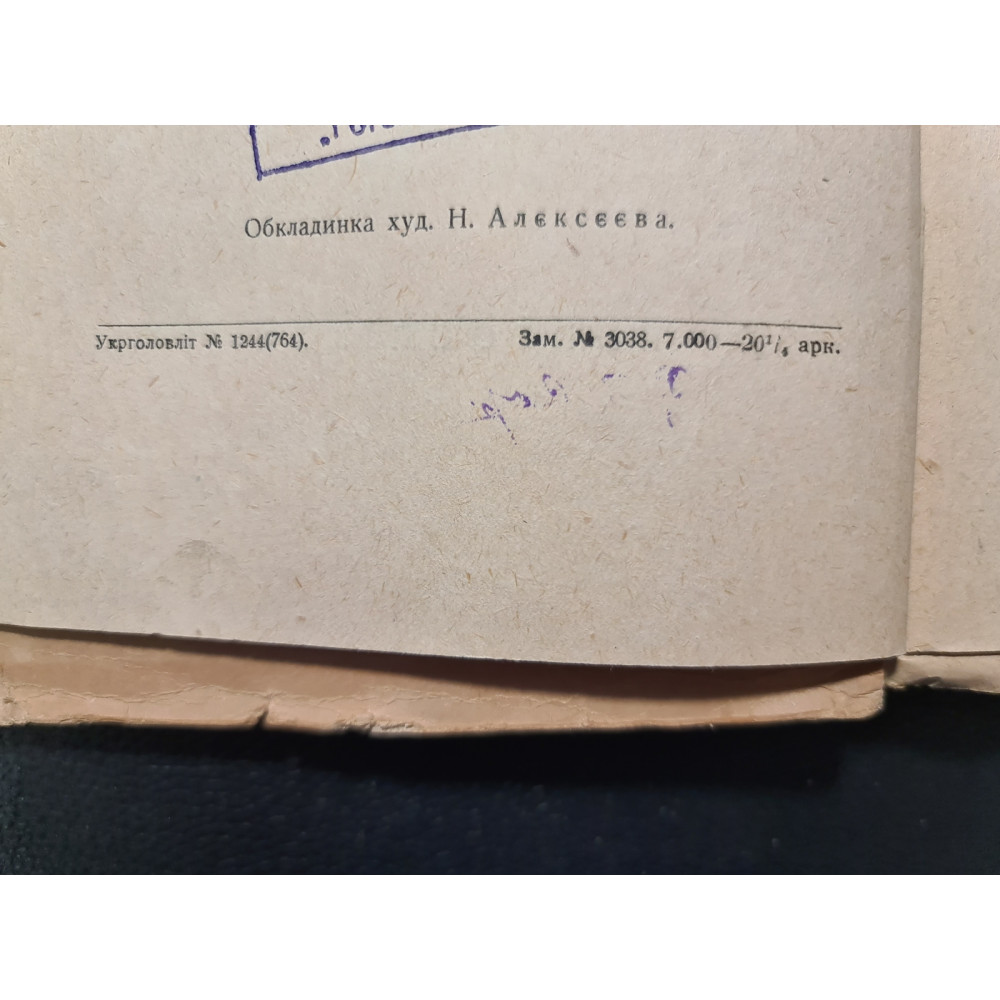 Обкладинка худ. Н. Алєксєєва.
Укрголовліт № 1244(764). Зам. № 3038. 7.000—20¹/₄ арк.